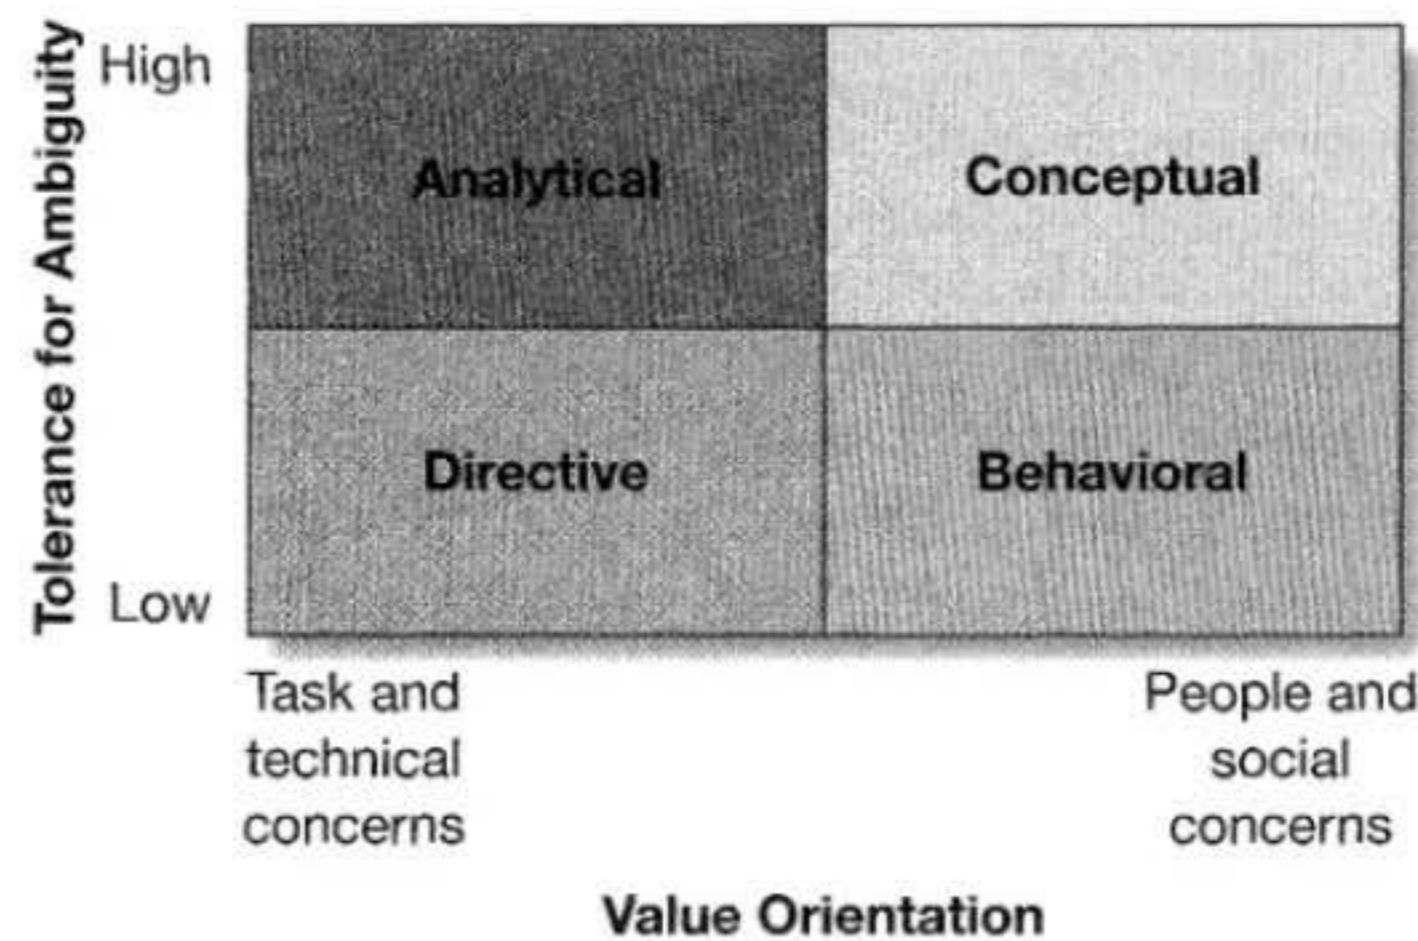 Tolerance for Ambiguity
High
Analytical
Conceptual
Directive
Behavioral
Low
Task and
technical
concerns
People and
social
concerns
Value Orientation